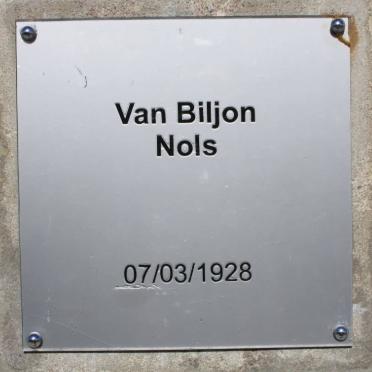 Van Biljon
Nols
07/03/1928